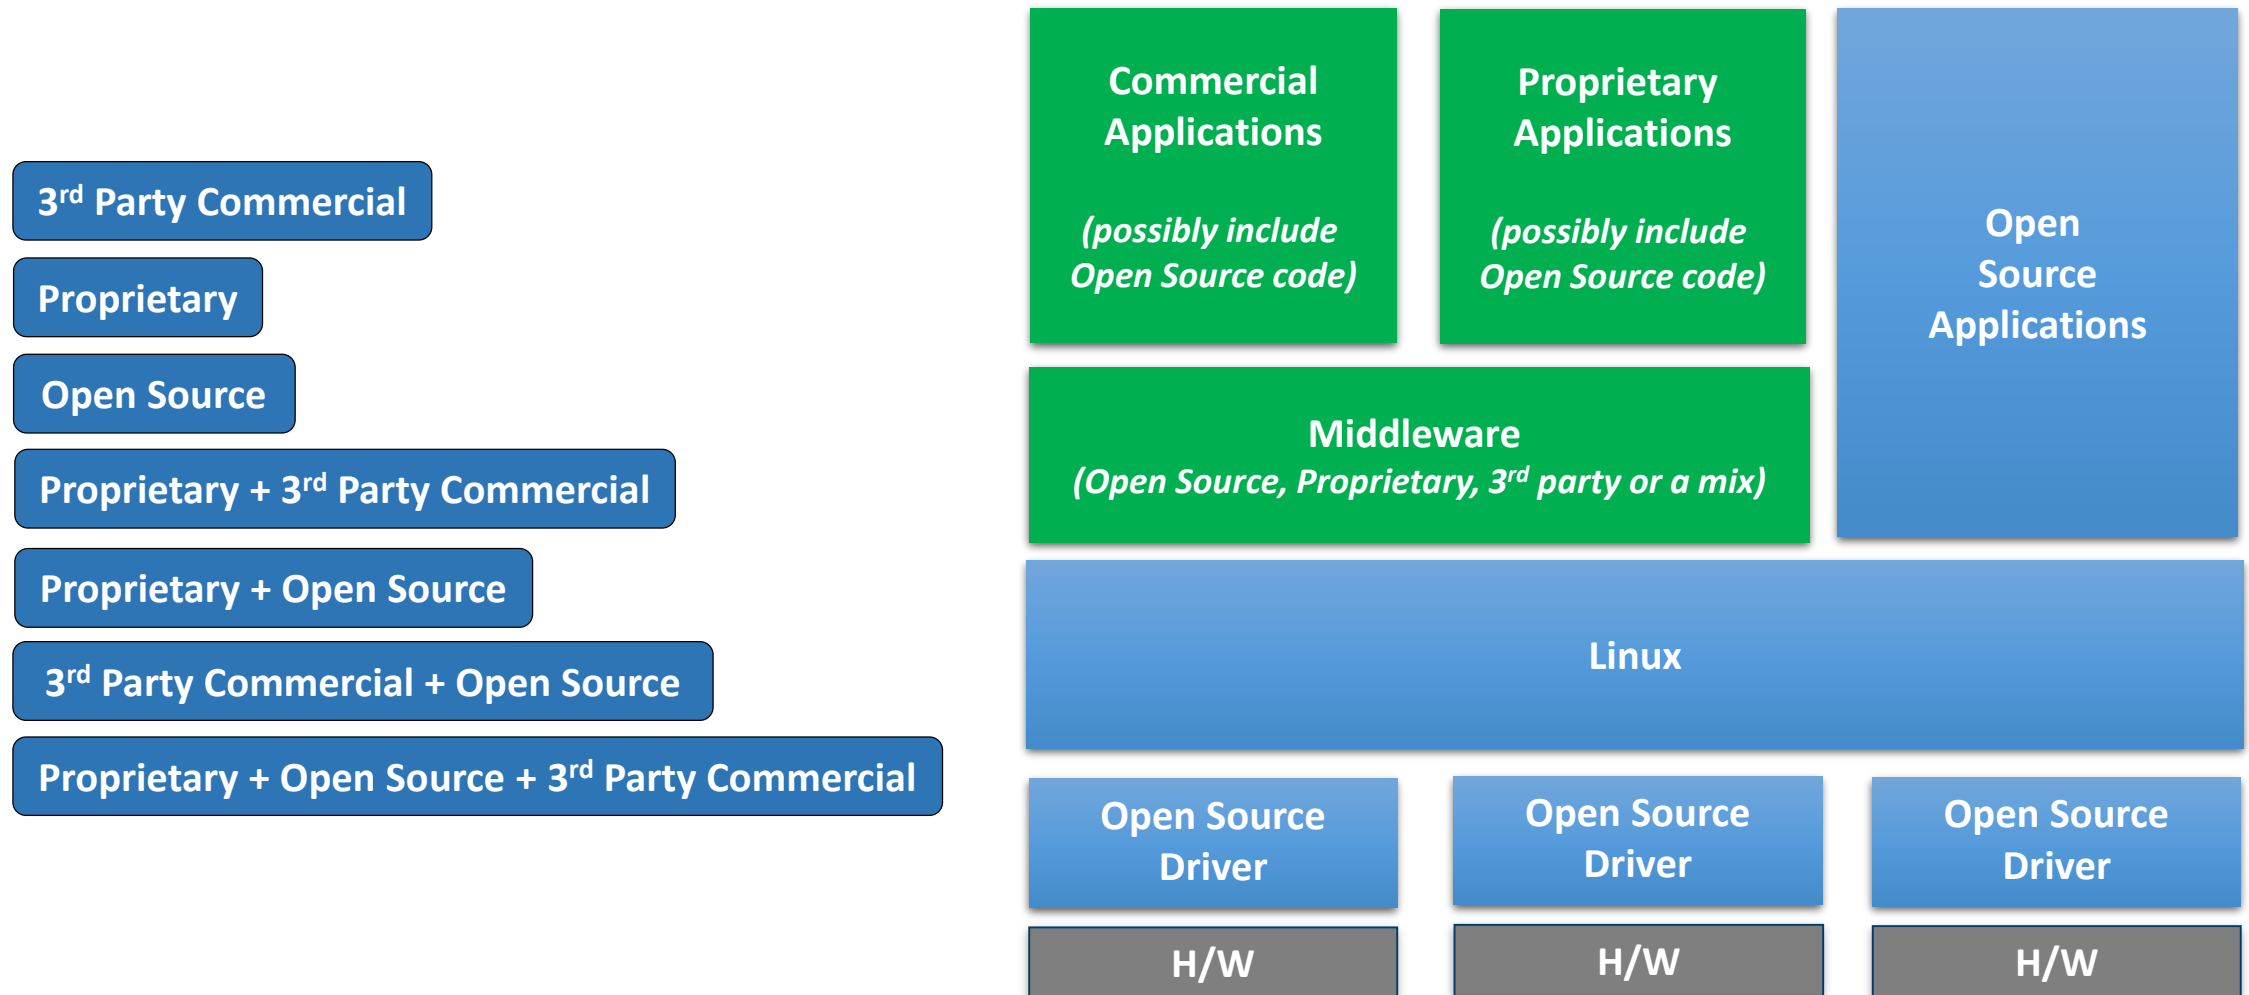 3rd Party Commercial
Proprietary
Open Source
Proprietary + 3rd Party Commercial
Proprietary + Open Source
3rd Party Commercial + Open Source
Proprietary + Open Source + 3rd Party Commercial
Commercial
Applications
(possibly include
Open Source code)
Proprietary
Applications
(possibly include
Open Source code)
Open
Source
Applications
Middleware
(Open Source, Proprietary, 3rd party or a mix)
Linux
Open Source
Driver
Open Source
Driver
Open Source
Driver
H/W
H/W
H/W